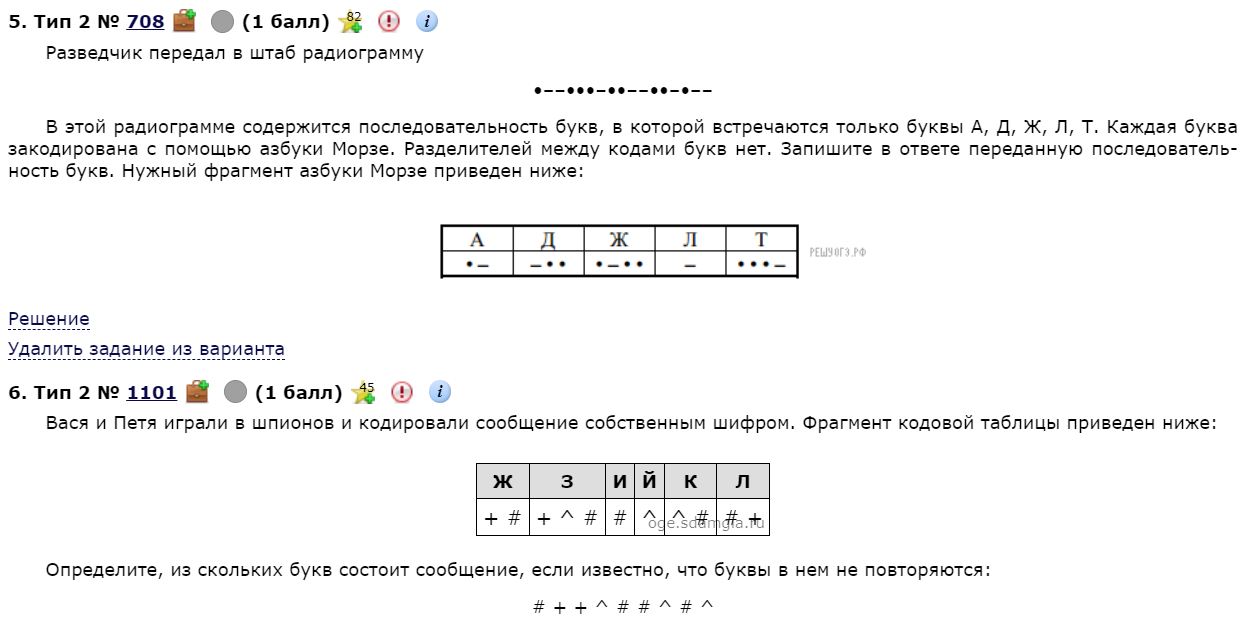 5. Тип 2 № 708 (1 балл) 82 i
Разведчик передал в штаб радиограмму
•––•••–••––••–•––
В этой радиограмме содержится последовательность букв, в которой встречаются только буквы А, Д, Ж, Л, Т. Каждая буква
закодирована с помощью азбуки Морзе. Разделителей между кодами букв нет. Запишите в ответе переданную последователь-
ность букв. Нужный фрагмент азбуки Морзе приведен ниже:
А Д Ж Л Т
•– –•• •–•• – •••–
РЕШУОГЭ.РФ
Решение
Удалить задание из варианта
6. Тип 2 № 1101 (1 балл) 45 i
Вася и Петя играли в шпионов и кодировали сообщение собственным шифром. Фрагмент кодовой таблицы приведен ниже:
Ж З И Й К Л
+ # + ^ # # ^ ^ # # +
oge.sdamgia.ru
Определите, из скольких букв состоит сообщение, если известно, что буквы в нем не повторяются:
# + + ^ # # ^ # ^